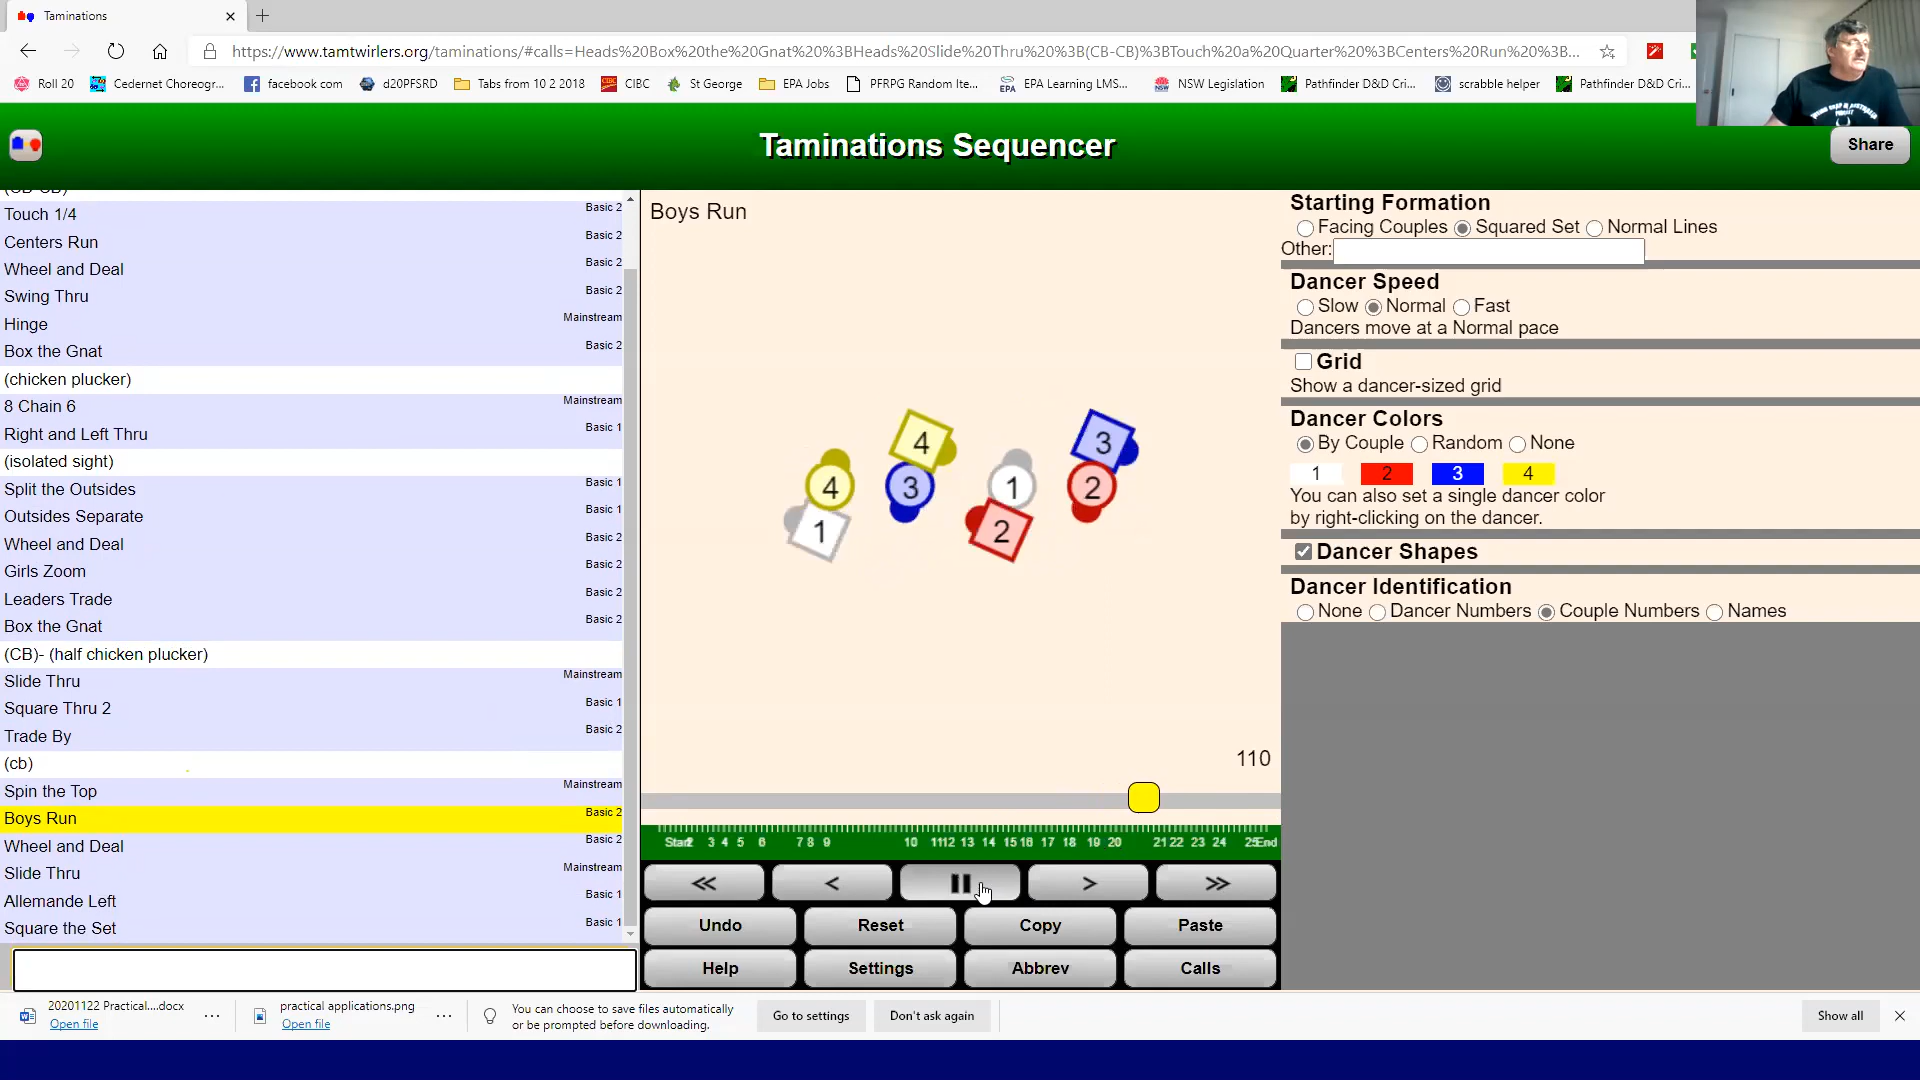 Taminations
https://www.tamtwirlers.org/taminations/#calls=Heads%20Box%20the%20Gnat%20%3BHeads%20Slide%20Thru%20%3B(CB-CB)%3BTouch%20a%20Quarter%20%3BCenters%20Run%20%3B...
Roll 20 Cedernet Choreogr... facebook com d20PFSRD Tabs from 10 2 2018 CIBC St George EPA Jobs PFRPG Random Ite... EPA Learning LMS... NSW Legislation Pathfinder D&D Cri... scrabble helper Pathfinder D&D Cri...
Taminations Sequencer
Share
(CB-CB)
Touch 1/4 Basic 2
Centers Run Basic 2
Wheel and Deal Basic 2
Swing Thru Basic 2
Hinge Mainstream
Box the Gnat Basic 2
(chicken plucker)
8 Chain 6 Mainstream
Right and Left Thru Basic 1
(isolated sight)
Split the Outsides Basic 1
Outsides Separate Basic 1
Wheel and Deal Basic 2
Girls Zoom Basic 2
Leaders Trade Basic 2
Box the Gnat Basic 2
(CB)- (half chicken plucker)
Slide Thru Mainstream
Square Thru 2 Basic 1
Trade By Basic 2
(cb)
Spin the Top Mainstream
Boys Run Basic 2
Wheel and Deal Basic 2
Slide Thru Mainstream
Allemande Left Basic 1
Square the Set Basic 1
Boys Run
4 3
4 3 1 2
1 2
110
Start 2 3 4 5 6 7 8 9 10 11 12 13 14 15 16 17 18 19 20 21 22 23 24 25 End
≪ < > ≫
Undo Reset Copy Paste
Help Settings Abbrev Calls
Starting Formation
Facing Couples Squared Set Normal Lines
Other:
Dancer Speed
Slow Normal Fast
Dancers move at a Normal pace
Grid
Show a dancer-sized grid
Dancer Colors
By Couple Random None
1 2 3 4
You can also set a single dancer color
by right-clicking on the dancer.
Dancer Shapes
Dancer Identification
None Dancer Numbers Couple Numbers Names
20201122 Practical....docx
Open file
practical applications.png
Open file
You can choose to save files automatically
or be prompted before downloading.
Go to settings
Don't ask again
Show all